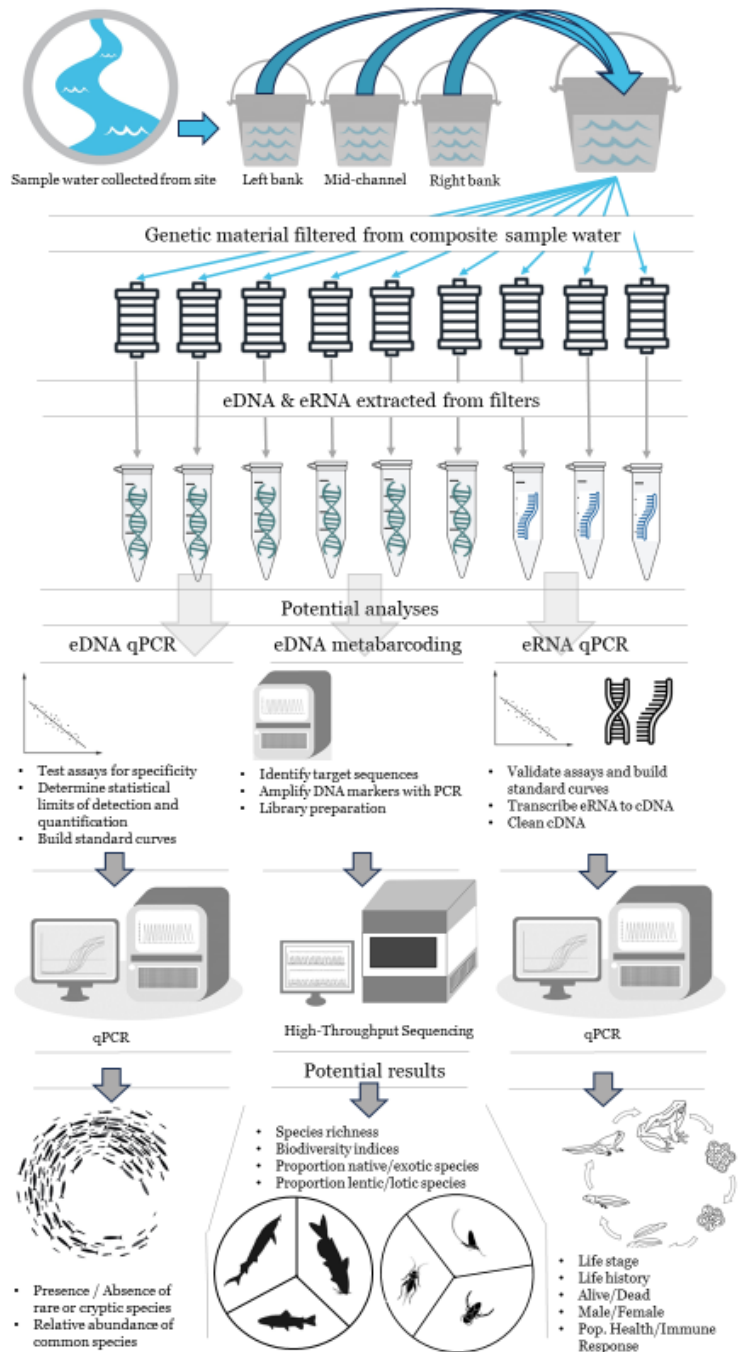 Sample water collected from site
Left bank
Mid-channel
Right bank
Genetic material filtered from composite sample water
eDNA & eRNA extracted from filters
Potential analyses
eDNA qPCR
eDNA metabarcoding
eRNA qPCR
• Test assays for specificity
• Determine statistical
limits of detection and
quantification
• Build standard curves
• Identify target sequences
• Amplify DNA markers with PCR
• Library preparation
• Validate assays and build
standard curves
• Transcribe eRNA to cDNA
• Clean cDNA
qPCR
High-Throughput Sequencing
qPCR
Potential results
• Presence / Absence of
rare or cryptic species
• Relative abundance of
common species
• Species richness
• Biodiversity indices
• Proportion native/exotic species
• Proportion lentic/lotic species
• Life stage
• Life history
• Alive/Dead
• Male/Female
• Pop. Health/Immune
Response